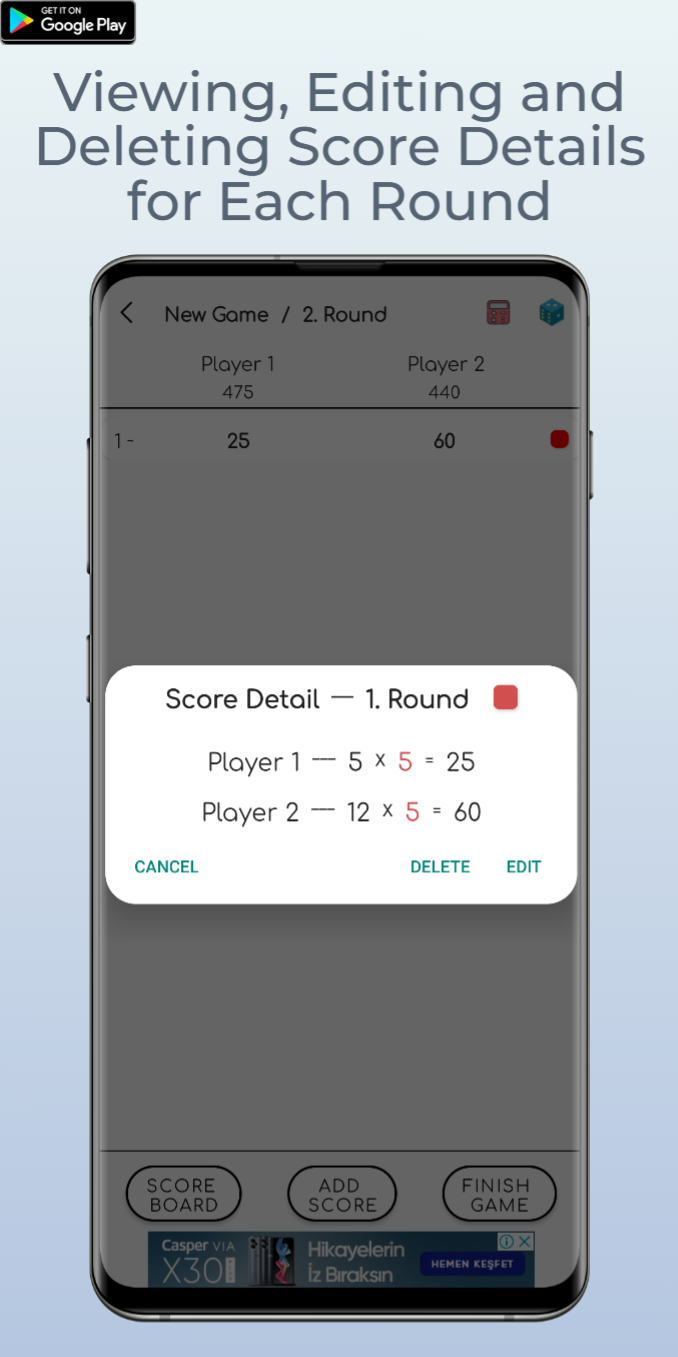 GET IT ON
Google Play
Viewing, Editing and
Deleting Score Details
for Each Round
New Game / 2. Round
Player 1 Player 2
475 440
1 - 25 60
Score Detail — 1. Round
Player 1 — 5 x 5 = 25
Player 2 — 12 x 5 = 60
CANCEL DELETE EDIT
SCORE BOARD
ADD SCORE
FINISH GAME
Casper VIA
X30
Hikayelerin
İz Bıraksın
HEMEN KEŞFET